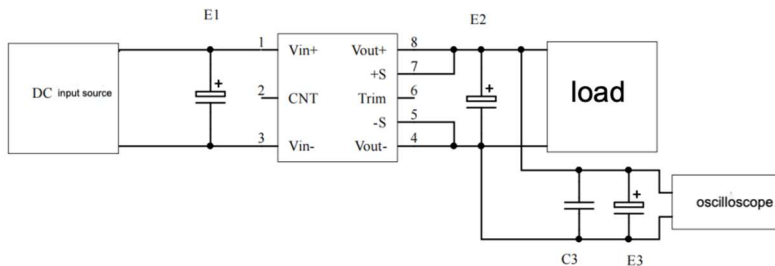 E1
E2
DC input source
1
Vin+
Vout+
8
+S
7
2
CNT
Trim
6
-S
5
3
Vin-
Vout-
4
+
+
load
+
oscilloscope
C3
E3